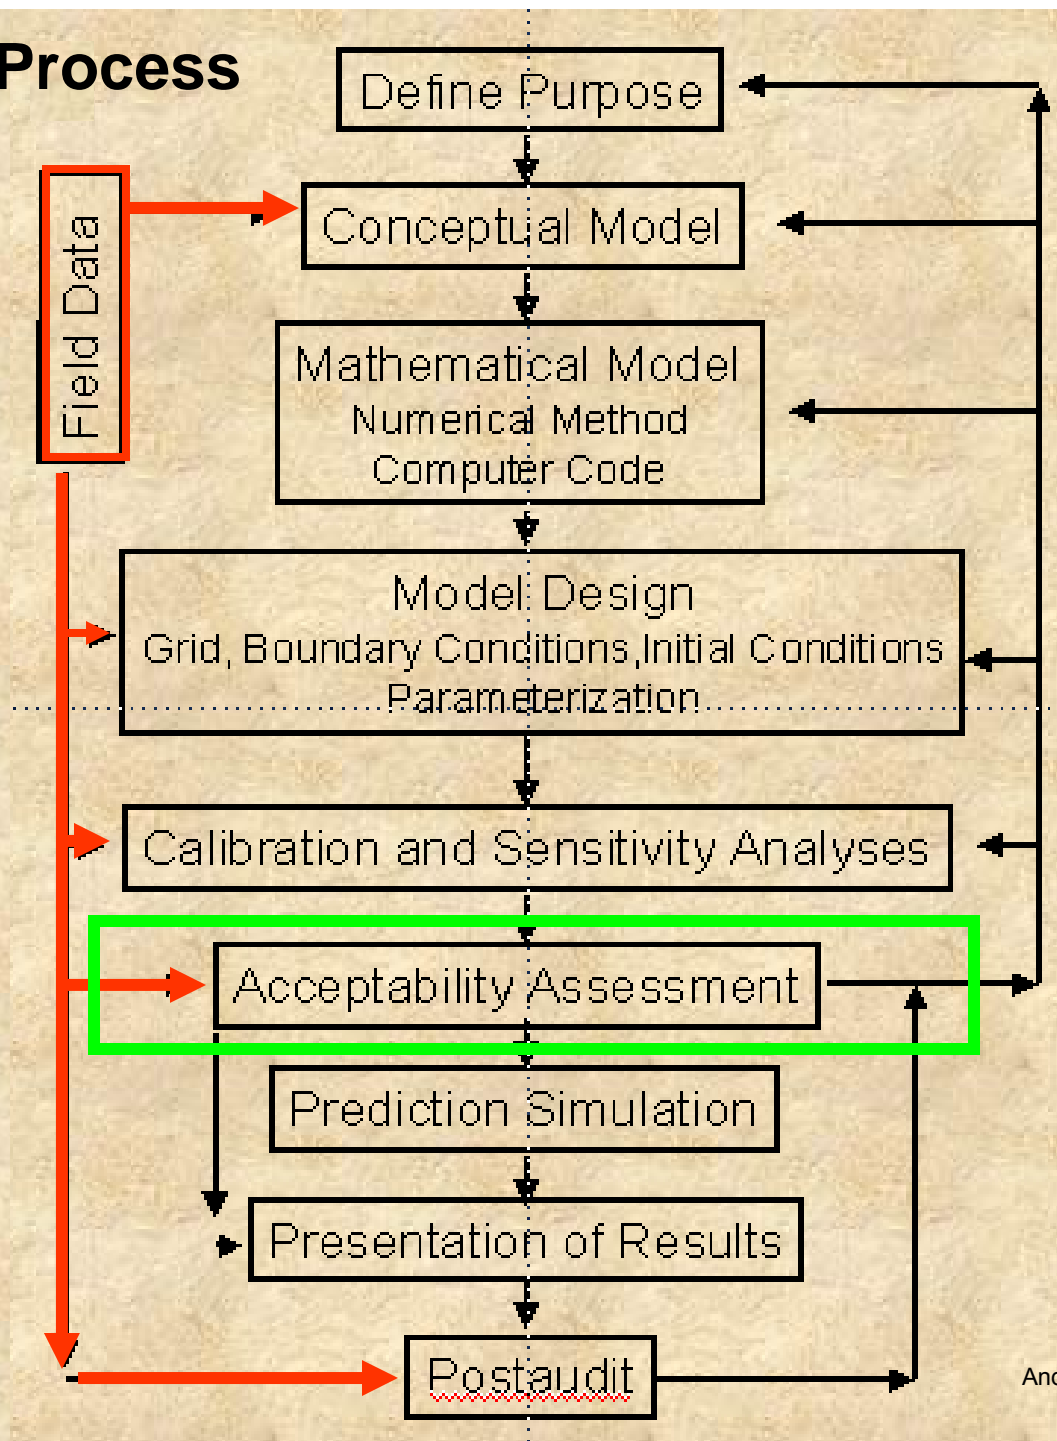 Process
Define Purpose
Field Data
Conceptual Model
Mathematical Model
Numerical Method
Computer Code
Model Design
Grid, Boundary Conditions,Initial Conditions
Parameterization
Calibration and Sensitivity Analyses
Acceptability Assessment
Prediction Simulation
Presentation of Results
Postaudit